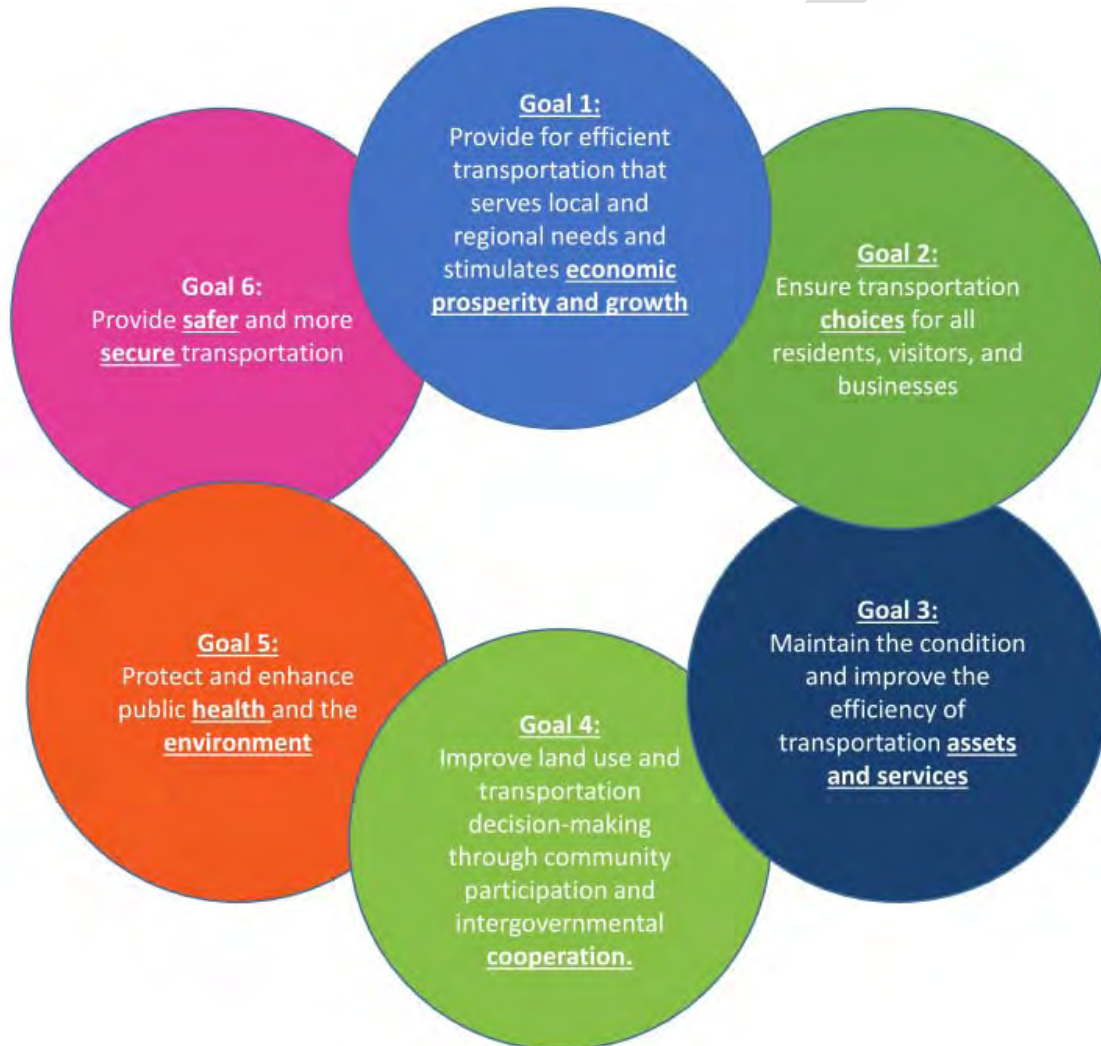 Goal 1:
Provide for efficient
transportation that
serves local and
regional needs and
stimulates economic
prosperity and growth
Goal 2:
Ensure transportation
choices for all
residents, visitors, and
businesses
Goal 3:
Maintain the condition
and improve the
efficiency of
transportation assets
and services
Goal 4:
Improve land use and
transportation
decision-making
through community
participation and
intergovernmental
cooperation.
Goal 5:
Protect and enhance
public health and the
environment
Goal 6:
Provide safer and more
secure transportation